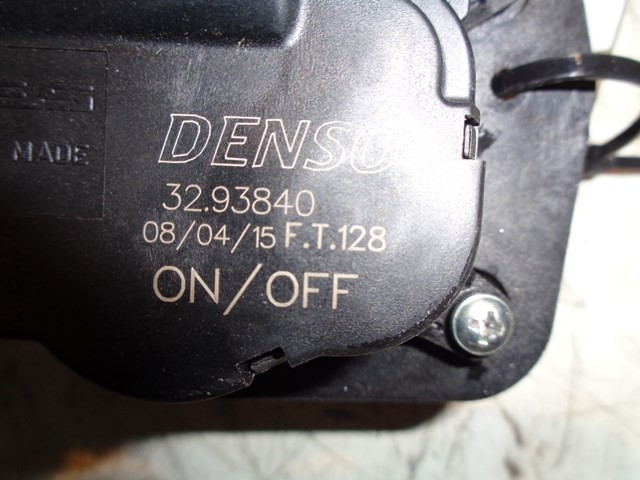 MADE
DENSO
32.93840
08/04/15 F.T.128
ON/OFF